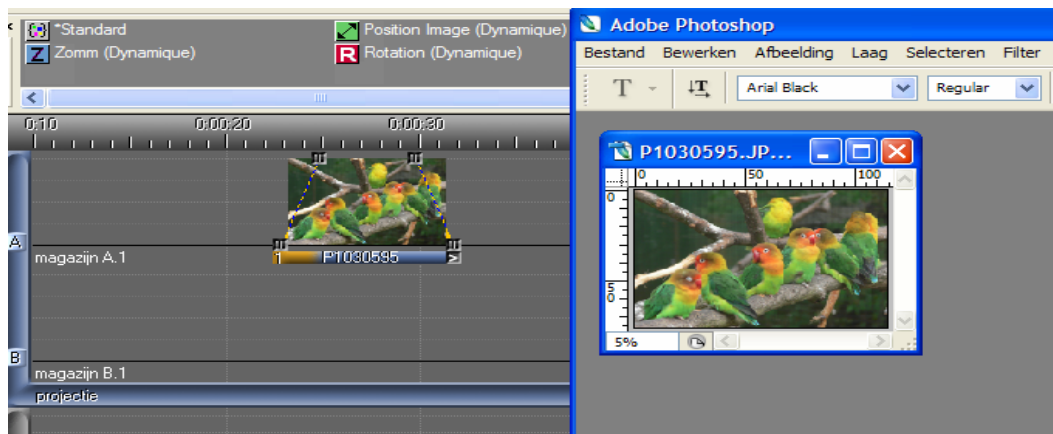 *Standard
Position Image (Dynamique)
Z Zomm (Dynamique)
R Rotation (Dynamique)
0:10 0:00:20 0:00:30
A
magazijn A.1
1 P1030595
B
magazijn B.1
projectie
Adobe Photoshop
Bestand Bewerken Afbeelding Laag Selecteren Filter
T T Arial Black Regular
P1030595.JP...
0 50 100
0
50
5%